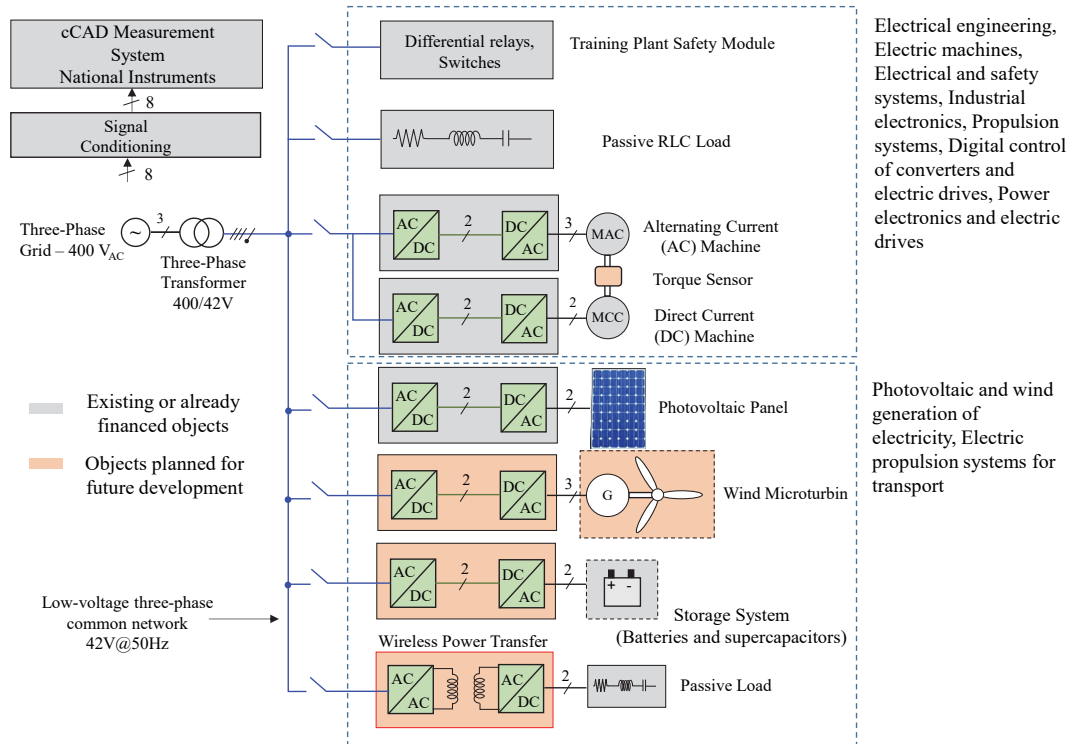 cCAD Measurement
System
National Instruments
8
Signal
Conditioning
8
Three-Phase
Grid – 400 VAC
~
3
Three-Phase
Transformer
400/42V
Differential relays,
Switches
Training Plant Safety Module
Passive RLC Load
AC
DC
2
DC
AC
3
MAC
Alternating Current
(AC) Machine
Torque Sensor
AC
DC
2
DC
AC
2
MCC
Direct Current
(DC) Machine
Electrical engineering,
Electric machines,
Electrical and safety
systems, Industrial
electronics, Propulsion
systems, Digital control
of converters and
electric drives, Power
electronics and electric
drives
Existing or already
financed objects
Objects planned for
future development
AC
DC
2
DC
AC
2
Photovoltaic Panel
AC
DC
2
DC
AC
3
G
Wind Microturbin
AC
DC
2
DC
AC
2
+ -
Storage System
(Batteries and supercapacitors)
Low-voltage three-phase
common network
42V@50Hz
Wireless Power Transfer
AC
AC
AC
DC
2
Passive Load
Photovoltaic and wind
generation of
electricity, Electric
propulsion systems for
transport